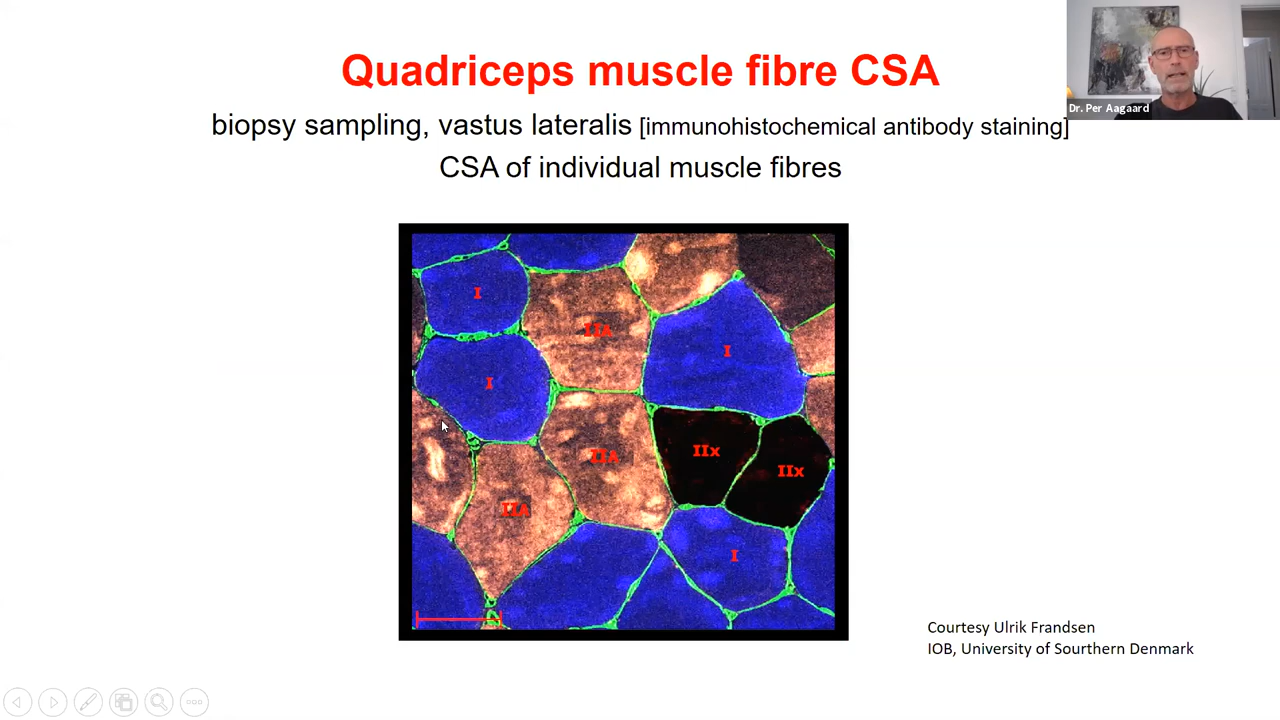 Quadriceps muscle fibre CSA
biopsy sampling, vastus lateralis [immunohistochemical antibody staining]
CSA of individual muscle fibres
Dr. Per Aagaard
I
IIA
I
I
IIA
IIx
IIx
IIA
I
Courtesy Ulrik Frandsen
IOB, University of Sourthern Denmark